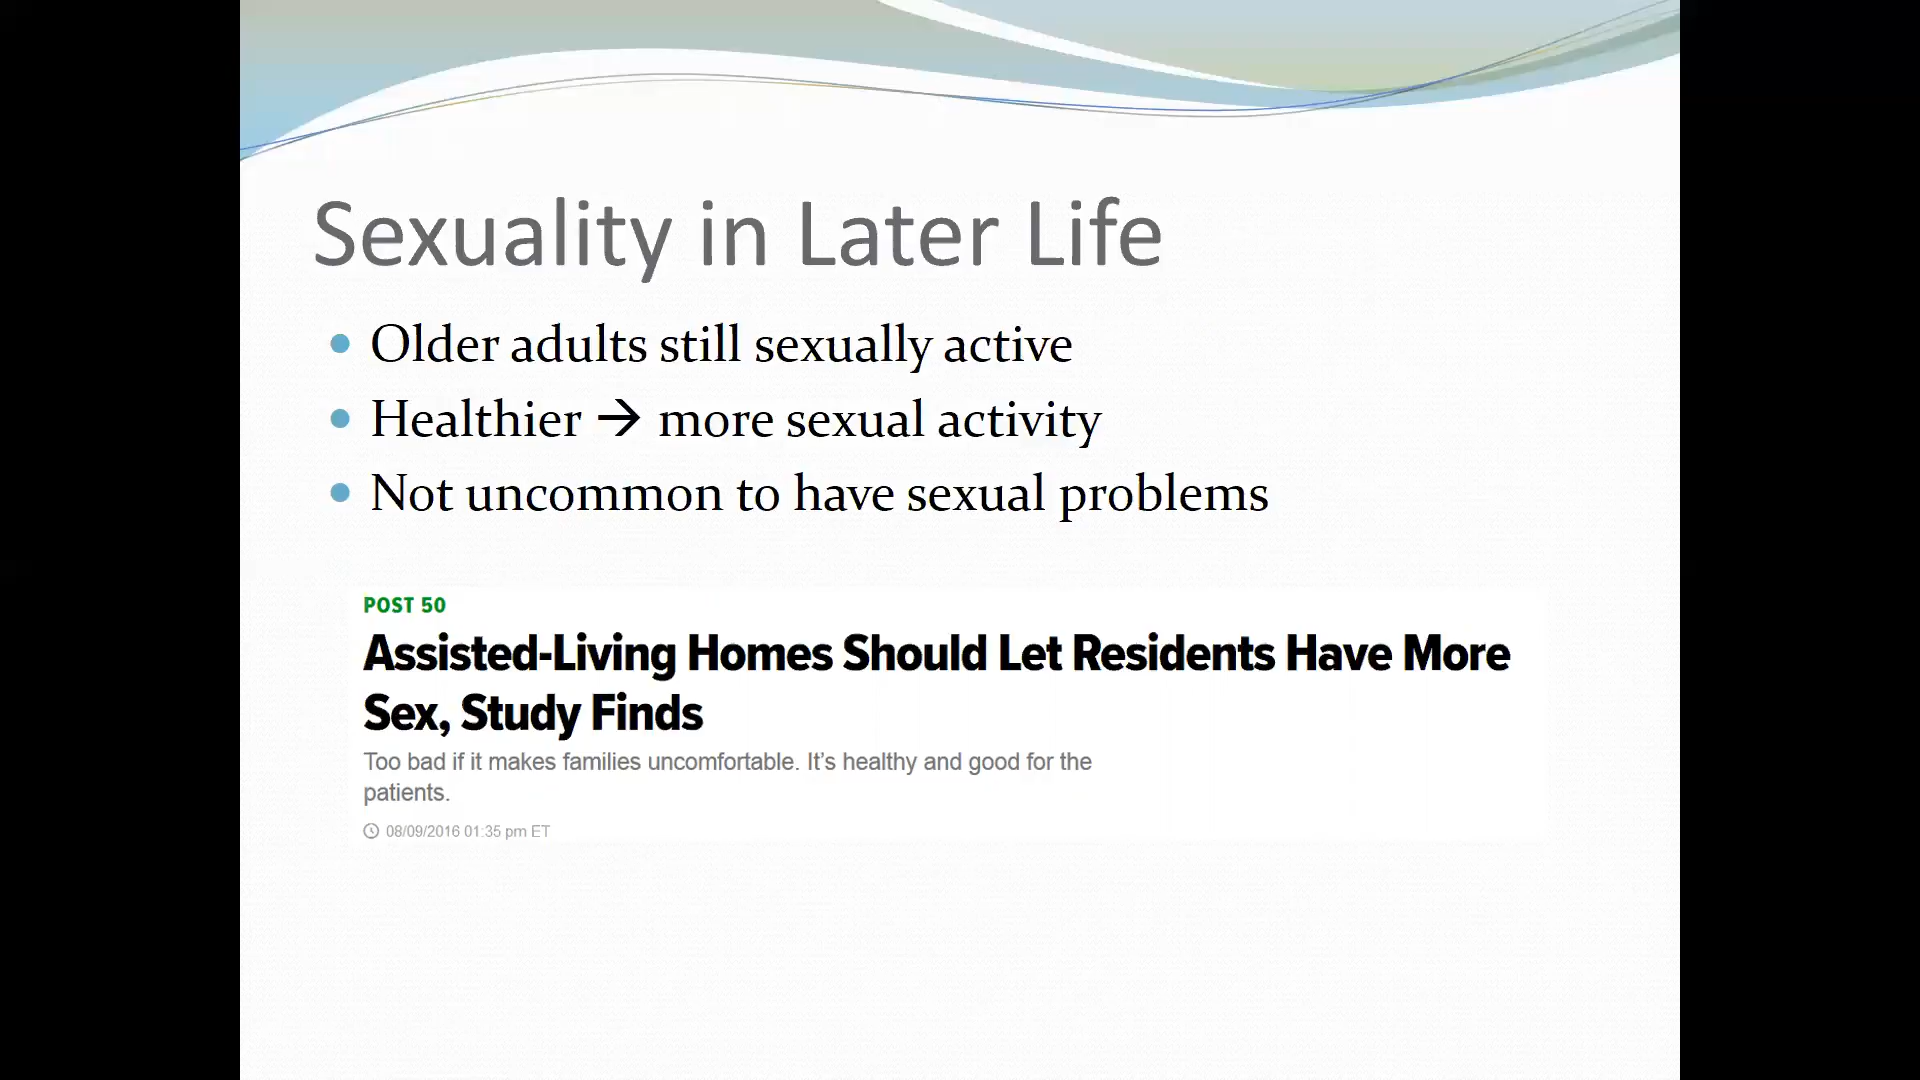 Sexuality in Later Life
• Older adults still sexually active
• Healthier → more sexual activity
• Not uncommon to have sexual problems
POST 50
Assisted-Living Homes Should Let Residents Have More
Sex, Study Finds
Too bad if it makes families uncomfortable. It’s healthy and good for the
patients.
08/09/2016 01:35 pm ET